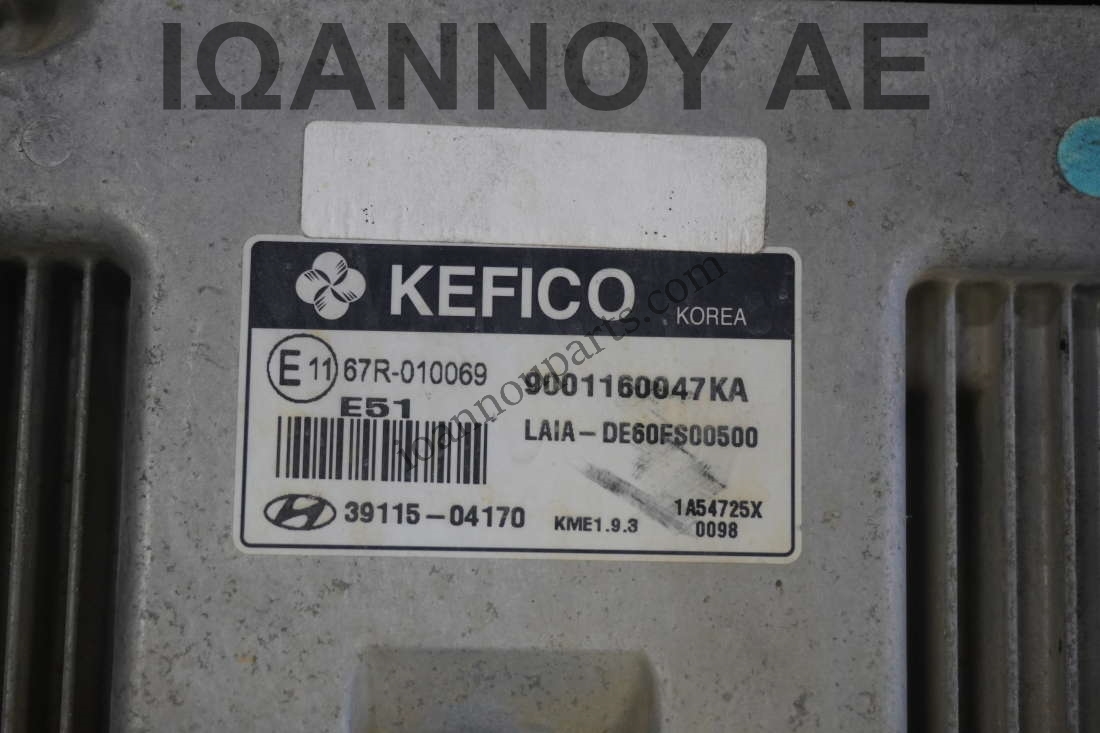 ΙΩΑΝΝΟΥ ΑΕ
KEFICO KOREA
E 11 67R-010069
9001160047KA
E51
LAIA-DE60FS00500
39115-04170
KME1.9.3
1A54725X
0098
ioannouparts.com